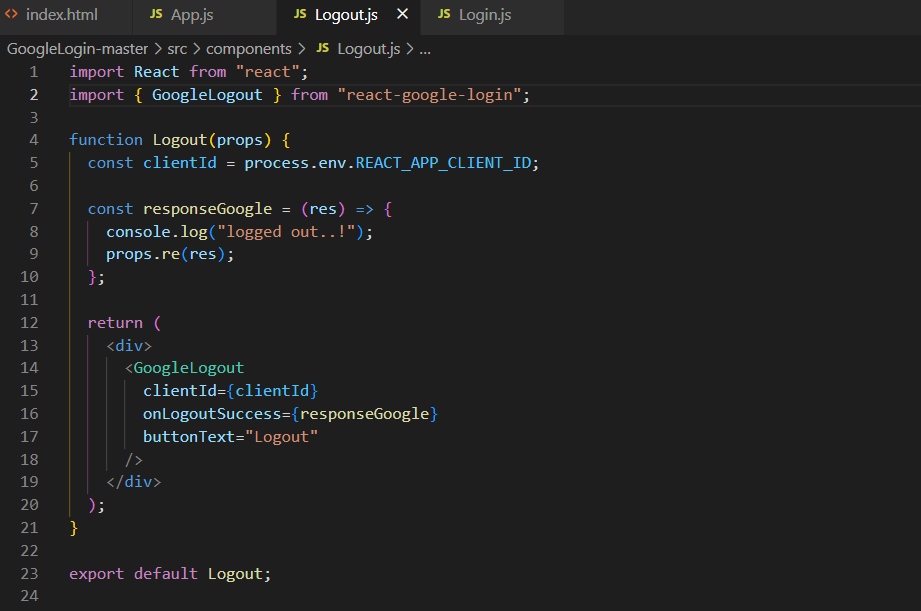 <> index.html JS App.js JS Logout.js × JS Login.js
GoogleLogin-master > src > components > JS Logout.js > ...
1 import React from "react";
2 import { GoogleLogout } from "react-google-login";
3
4 function Logout(props) {
5   const clientId = process.env.REACT_APP_CLIENT_ID;
6
7   const responseGoogle = (res) => {
8     console.log("logged out..!");
9     props.re(res);
10   };
11
12   return (
13     <div>
14       <GoogleLogout
15         clientId={clientId}
16         onLogoutSuccess={responseGoogle}
17         buttonText="Logout"
18       />
19     </div>
20   );
21 }
22
23 export default Logout;
24